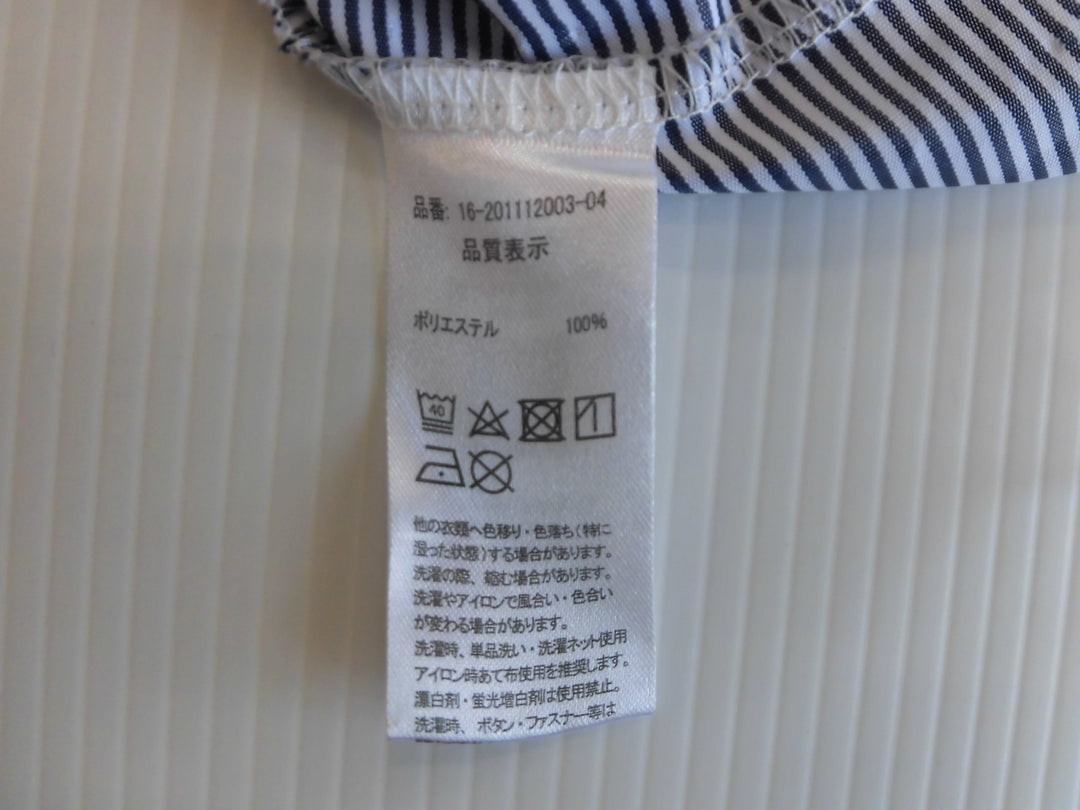 品番: 16-201112003-04
品質表示
ポリエステル 100%
40
他の衣類へ色移り・色落ち(特に
湿った状態)する場合があります。
洗濯の際、縮む場合があります。
洗濯やアイロンで風合い・色合い
が変わる場合があります。
洗濯時、単品洗い・洗濯ネット使用
アイロン時あて布使用を推奨します。
漂白剤・蛍光増白剤は使用禁止。
洗濯時、ボタン・ファスナー等は